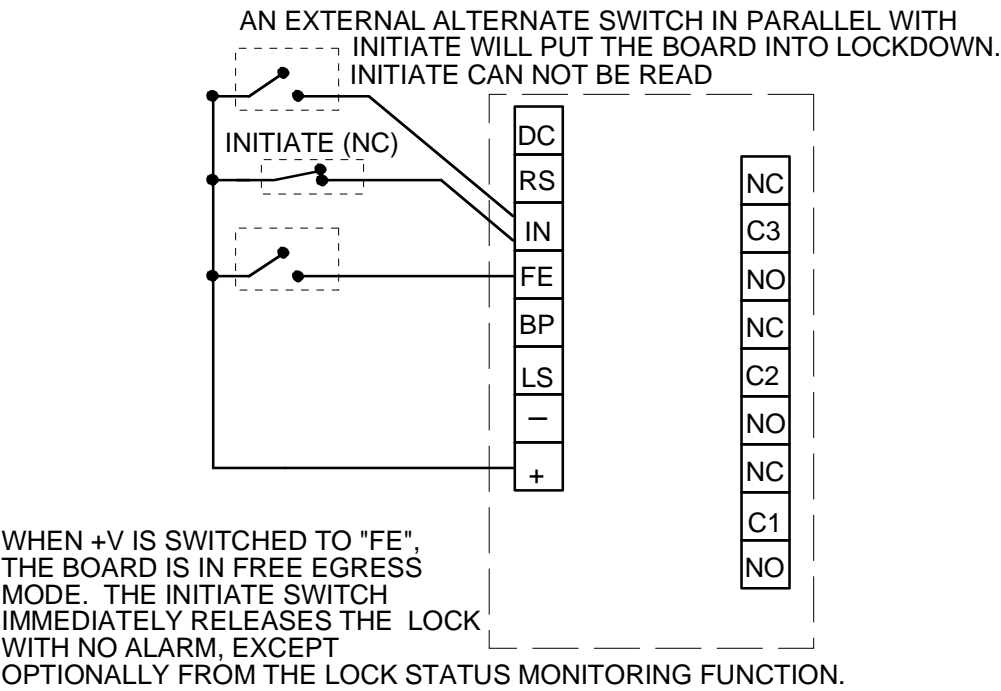 AN EXTERNAL ALTERNATE SWITCH IN PARALLEL WITH
INITIATE WILL PUT THE BOARD INTO LOCKDOWN.
INITIATE CAN NOT BE READ
INITIATE (NC)
DC
RS
IN
FE
BP
LS
–
+
NC
C3
NO
NC
C2
NO
NC
C1
NO
WHEN +V IS SWITCHED TO "FE",
THE BOARD IS IN FREE EGRESS
MODE. THE INITIATE SWITCH
IMMEDIATELY RELEASES THE LOCK
WITH NO ALARM, EXCEPT
OPTIONALLY FROM THE LOCK STATUS MONITORING FUNCTION.